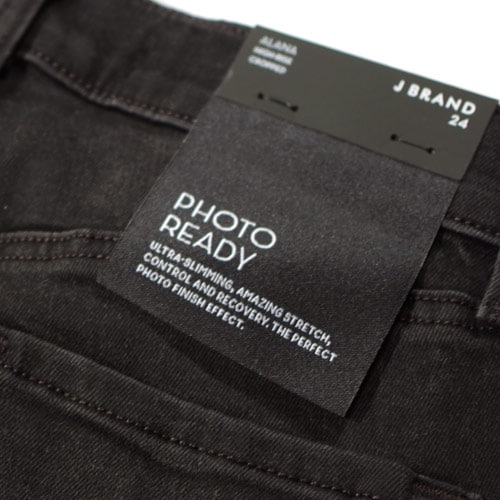 ALANA
HIGH-RISE
CROPPED
J BRAND
24
PHOTO
READY
ULTRA-SLIMMING, AMAZING STRETCH,
CONTROL AND RECOVERY. THE PERFECT
PHOTO FINISH EFFECT.